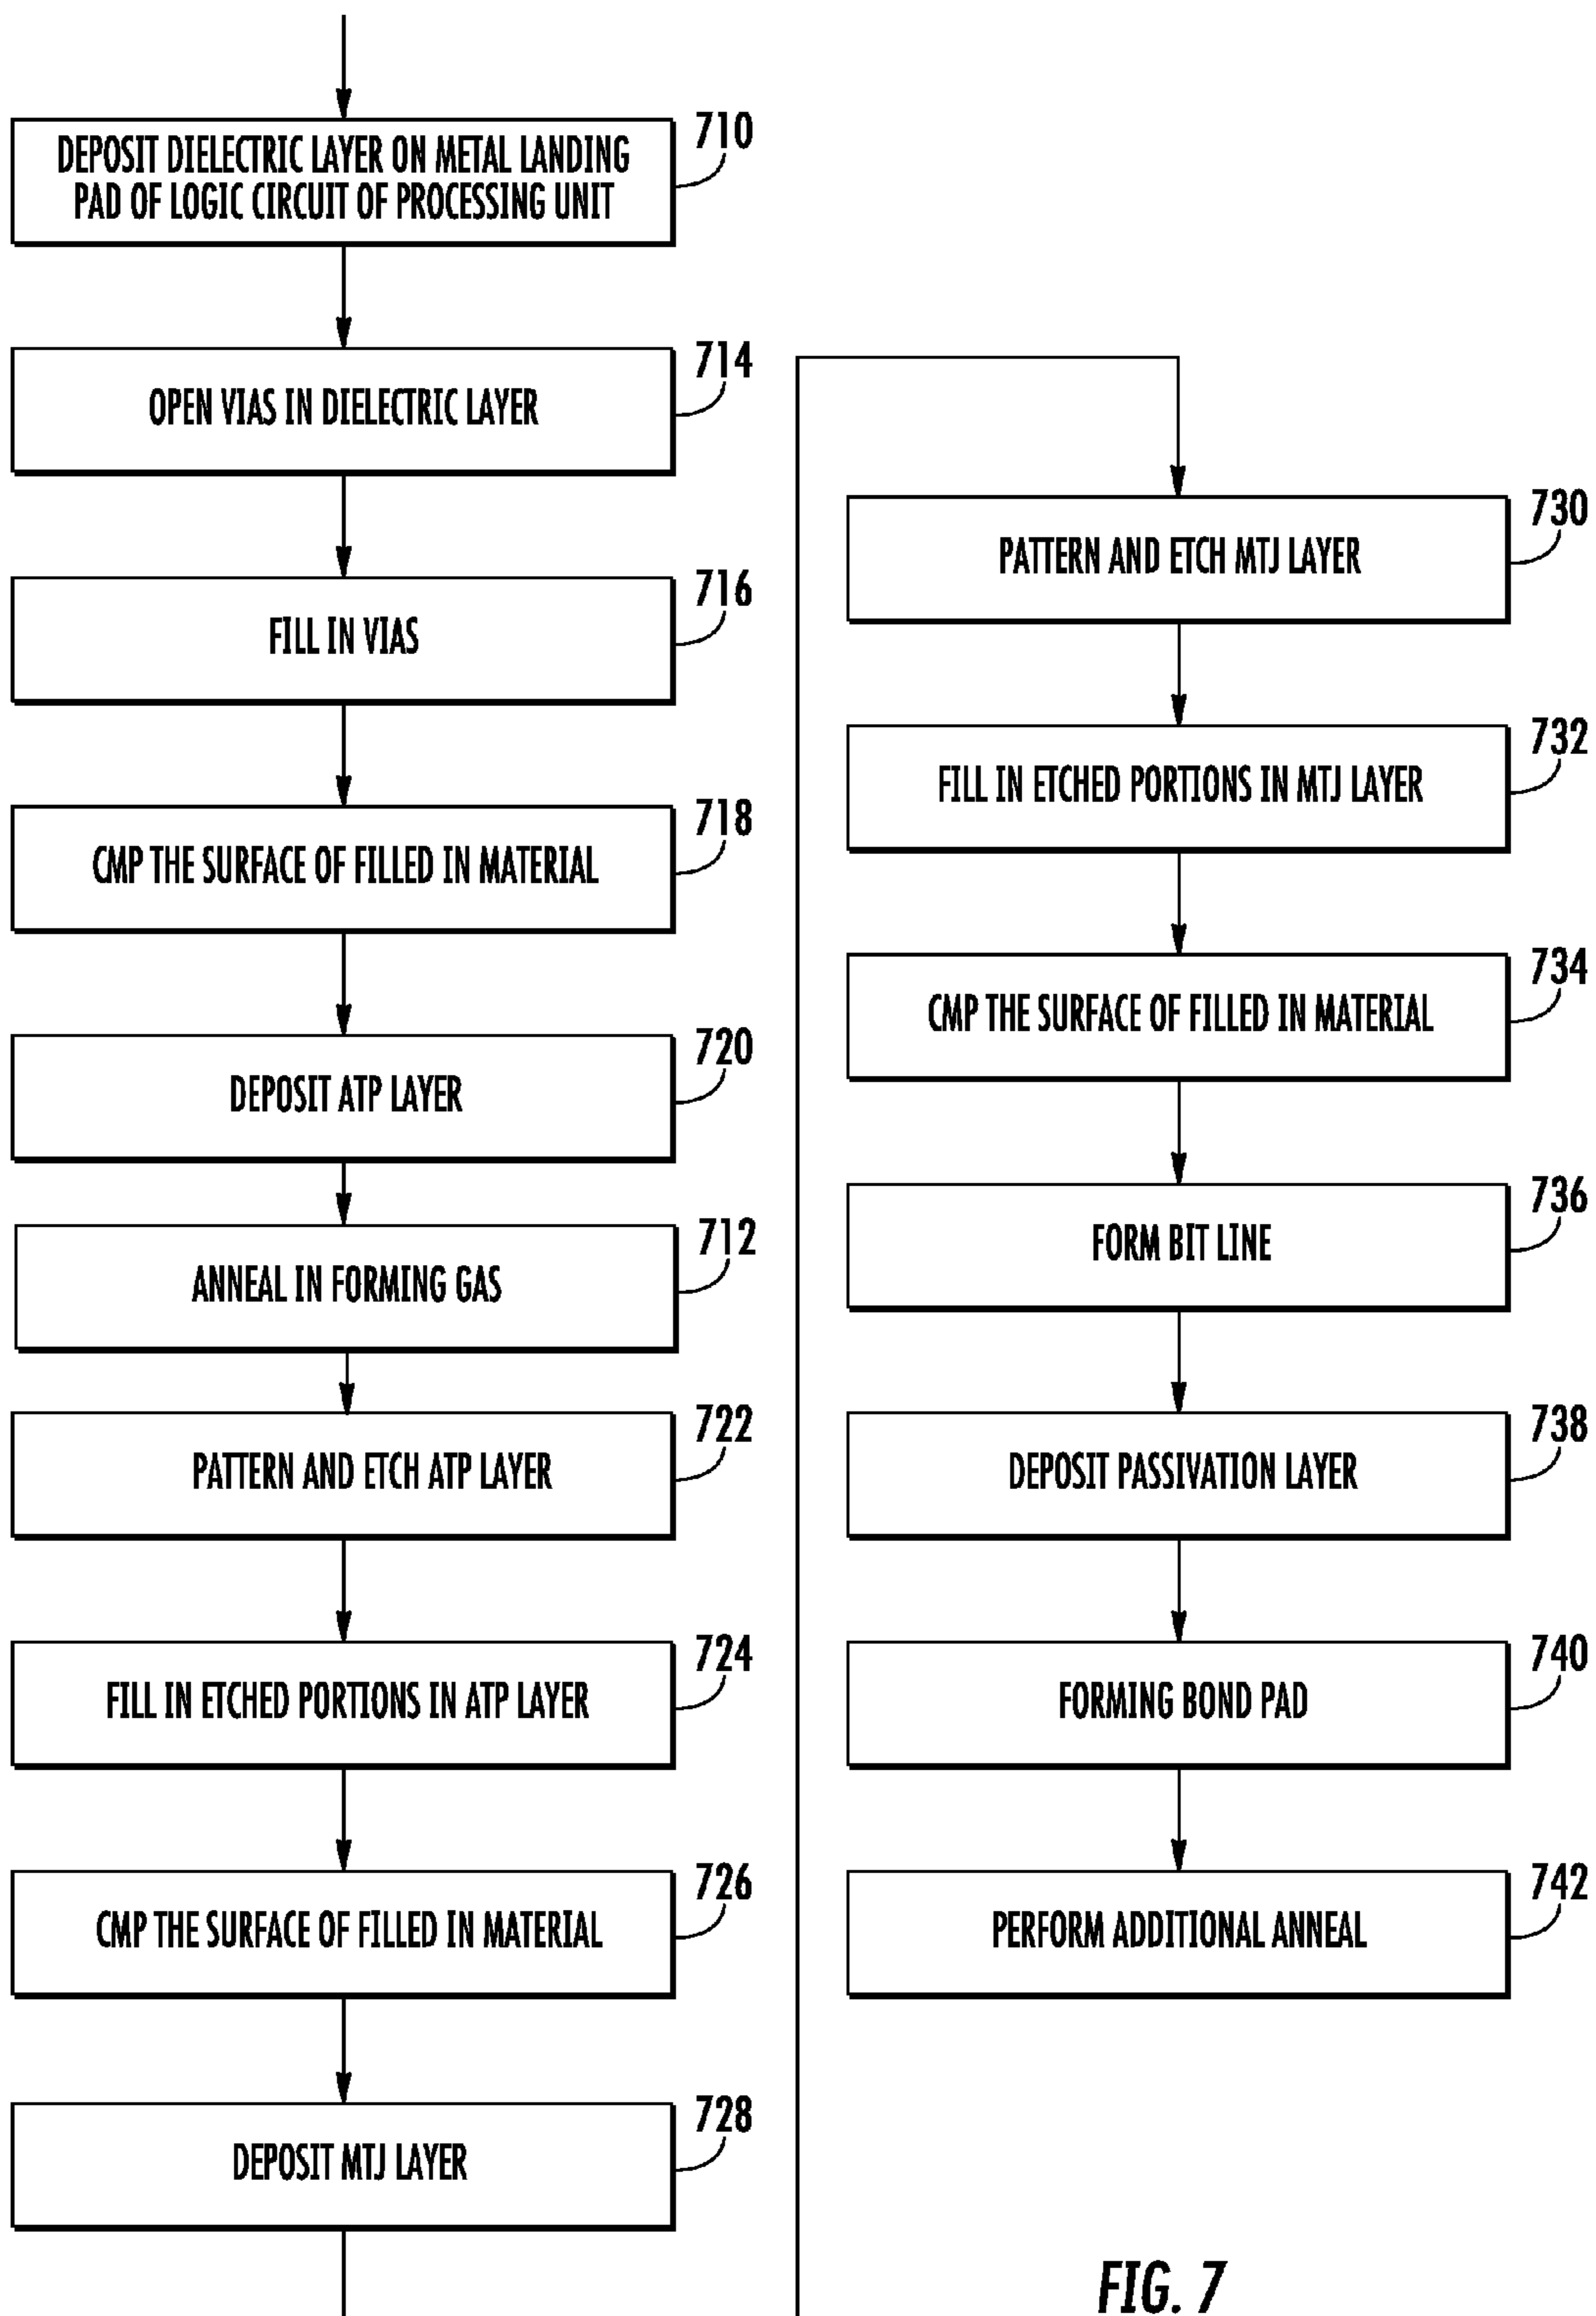 710
DEPOSIT DIELECTRIC LAYER ON METAL LANDING
PAD OF LOGIC CIRCUIT OF PROCESSING UNIT
714
OPEN VIAS IN DIELECTRIC LAYER
716
FILL IN VIAS
718
CMP THE SURFACE OF FILLED IN MATERIAL
720
DEPOSIT ATP LAYER
712
ANNEAL IN FORMING GAS
722
PATTERN AND ETCH ATP LAYER
724
FILL IN ETCHED PORTIONS IN ATP LAYER
726
CMP THE SURFACE OF FILLED IN MATERIAL
728
DEPOSIT MTJ LAYER
730
PATTERN AND ETCH MTJ LAYER
732
FILL IN ETCHED PORTIONS IN MTJ LAYER
734
CMP THE SURFACE OF FILLED IN MATERIAL
736
FORM BIT LINE
738
DEPOSIT PASSIVATION LAYER
740
FORMING BOND PAD
742
PERFORM ADDITIONAL ANNEAL
FIG. 7